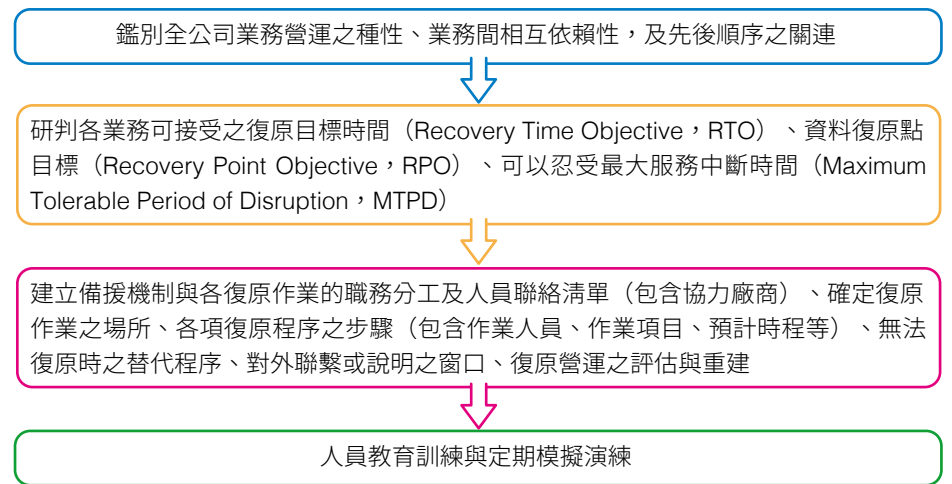 鑑別全公司業務營運之種性、業務間相互依賴性，及先後順序之關連
研判各業務可接受之復原目標時間（Recovery Time Objective，RTO）、資料復原點
目標（Recovery Point Objective，RPO）、可以忍受最大服務中斷時間（Maximum
Tolerable Period of Disruption，MTPD）
建立備援機制與各復原作業的職務分工及人員聯絡清單（包含協力廠商）、確定復原
作業之場所、各項復原程序之步驟（包含作業人員、作業項目、預計時程等）、無法
復原時之替代程序、對外聯繫或說明之窗口、復原營運之評估與重建
人員教育訓練與定期模擬演練